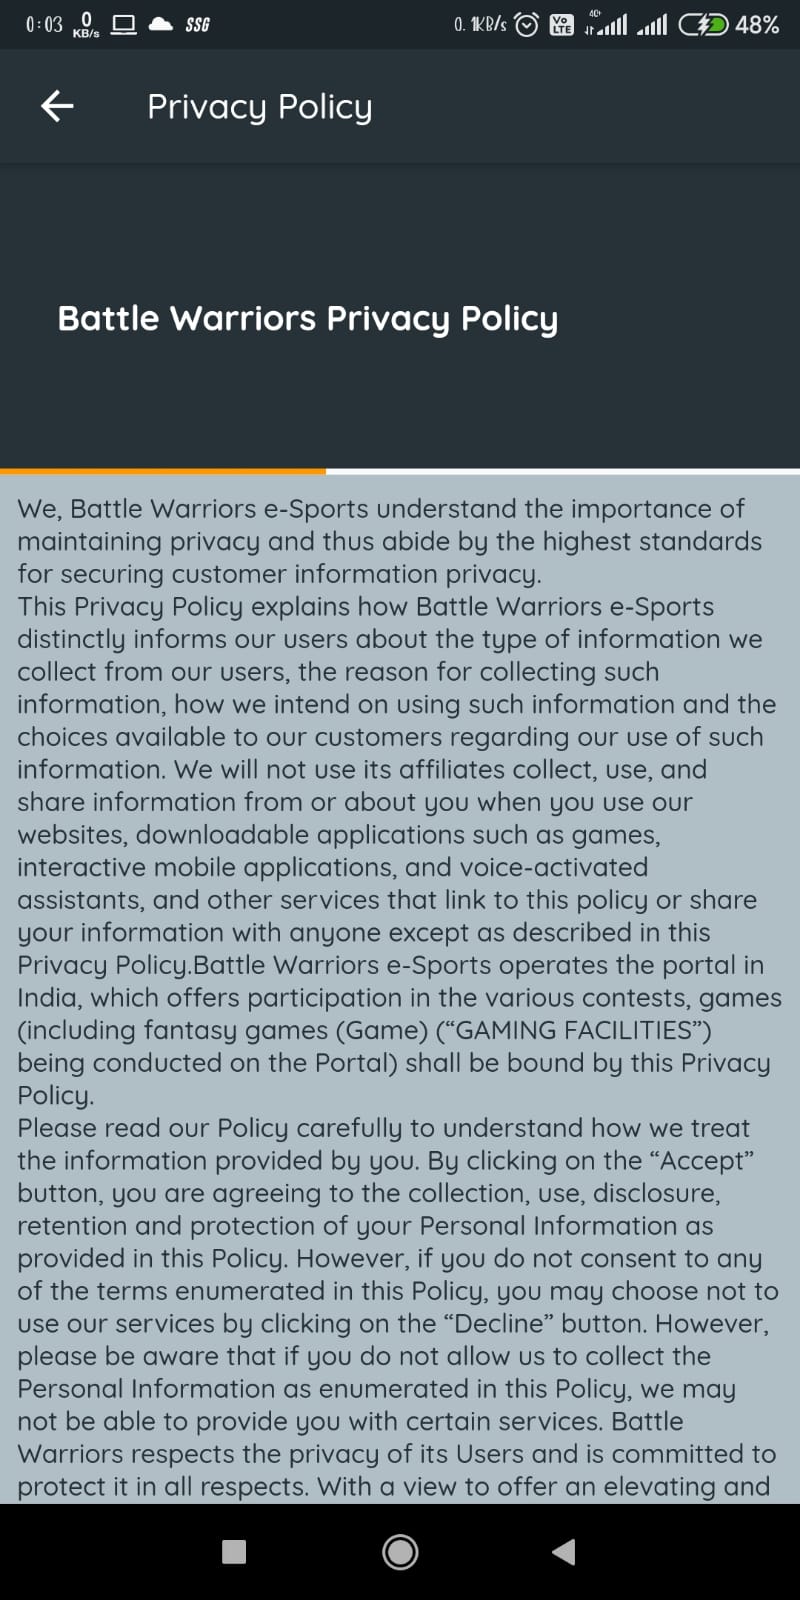 0:03 0 KB/s SSG 0.1KB/s Vo LTE 4G+ 48%
Privacy Policy
Battle Warriors Privacy Policy
We, Battle Warriors e-Sports understand the importance of
maintaining privacy and thus abide by the highest standards
for securing customer information privacy.
This Privacy Policy explains how Battle Warriors e-Sports
distinctly informs our users about the type of information we
collect from our users, the reason for collecting such
information, how we intend on using such information and the
choices available to our customers regarding our use of such
information. We will not use its affiliates collect, use, and
share information from or about you when you use our
websites, downloadable applications such as games,
interactive mobile applications, and voice-activated
assistants, and other services that link to this policy or share
your information with anyone except as described in this
Privacy Policy.Battle Warriors e-Sports operates the portal in
India, which offers participation in the various contests, games
(including fantasy games (Game) (“GAMING FACILITIES”)
being conducted on the Portal) shall be bound by this Privacy
Policy.
Please read our Policy carefully to understand how we treat
the information provided by you. By clicking on the “Accept”
button, you are agreeing to the collection, use, disclosure,
retention and protection of your Personal Information as
provided in this Policy. However, if you do not consent to any
of the terms enumerated in this Policy, you may choose not to
use our services by clicking on the “Decline” button. However,
please be aware that if you do not allow us to collect the
Personal Information as enumerated in this Policy, we may
not be able to provide you with certain services. Battle
Warriors respects the privacy of its Users and is committed to
protect it in all respects. With a view to offer an elevating and